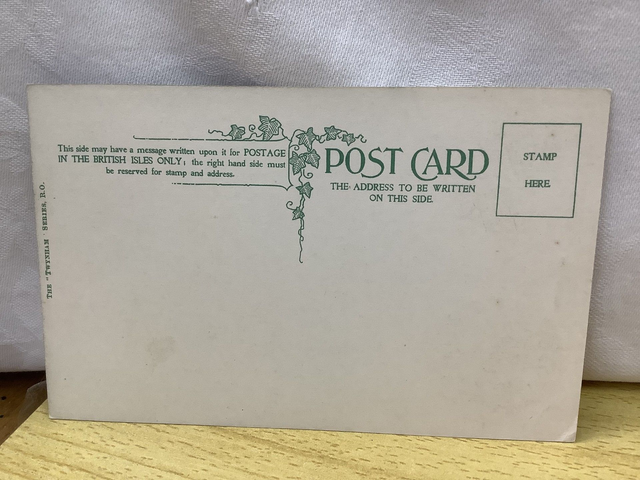 This side may have a message written upon it for POSTAGE
IN THE BRITISH ISLES ONLY; the right hand side must
be reserved for stamp and address.
POST CARD
THE ADDRESS TO BE WRITTEN
ON THIS SIDE.
STAMP
HERE.
THE "TWYNHAM" SERIES, B.O.